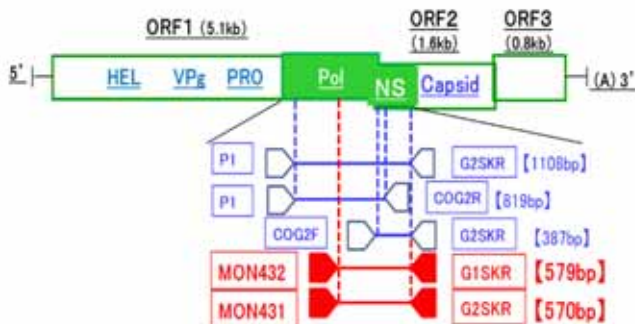 ORF1 (5.1kb)
ORF2
(1.6kb)
ORF3
(0.8kb)
5' HEL VPg PRO Pol NS Capsid (A) 3'
P1 G2SKR 【1108bp】
P1 COG2R 【819bp】
COG2F G2SKR 【387bp】
MON432 G1SKR 【579bp】
MON431 G2SKR 【570bp】